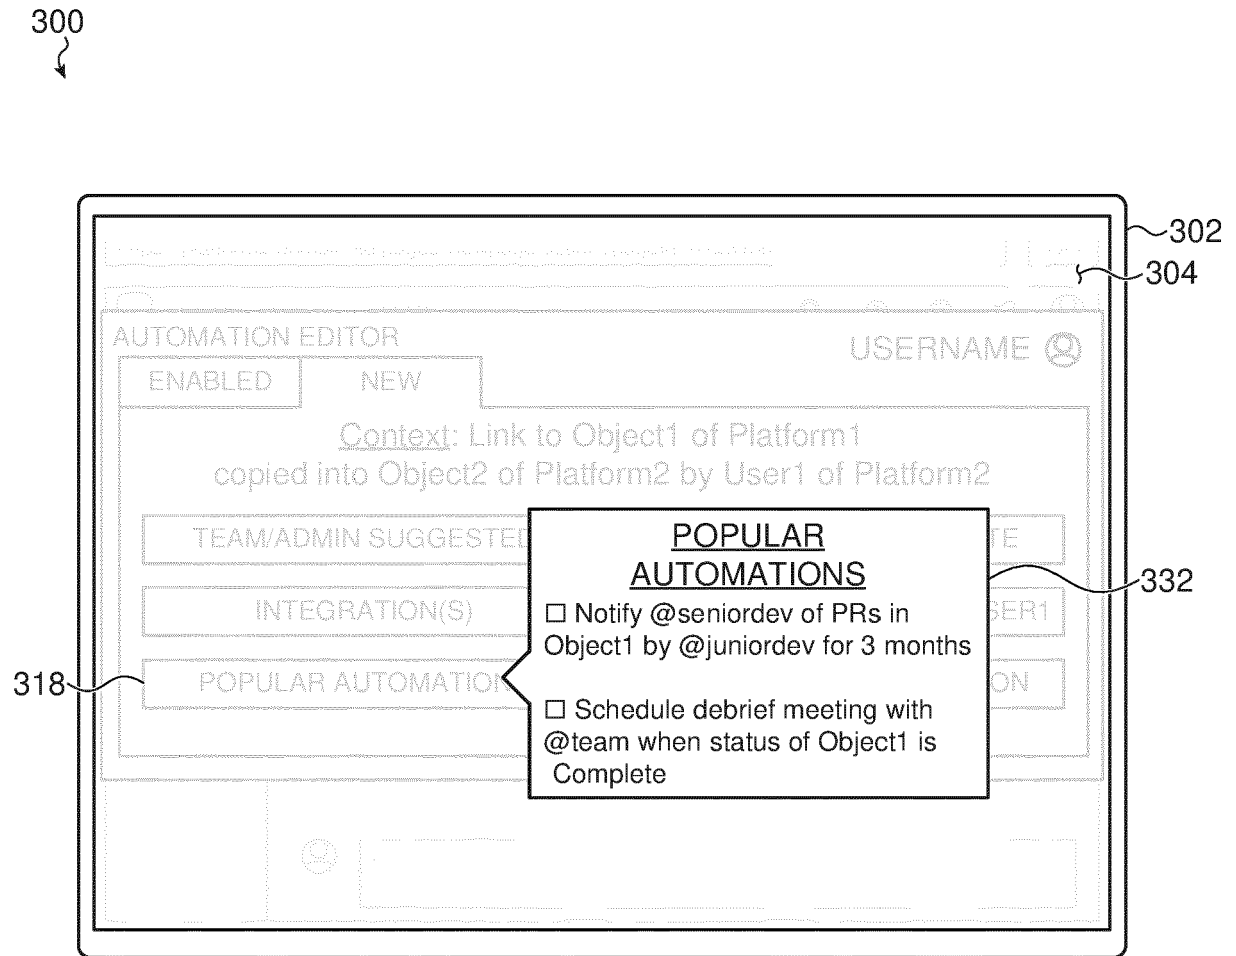 300
302
304
AUTOMATION EDITOR
USERNAME
ENABLED
NEW
Context: Link to Object1 of Platform1
copied into Object2 of Platform2 by User1 of Platform2
TEAM/ADMIN SUGGESTED
INTEGRATION(S)
318
POPULAR AUTOMATION
POPULAR
AUTOMATIONS
☐ Notify @seniordev of PRs in
Object1 by @juniordev for 3 months
☐ Schedule debrief meeting with
@team when status of Object1 is
Complete
332